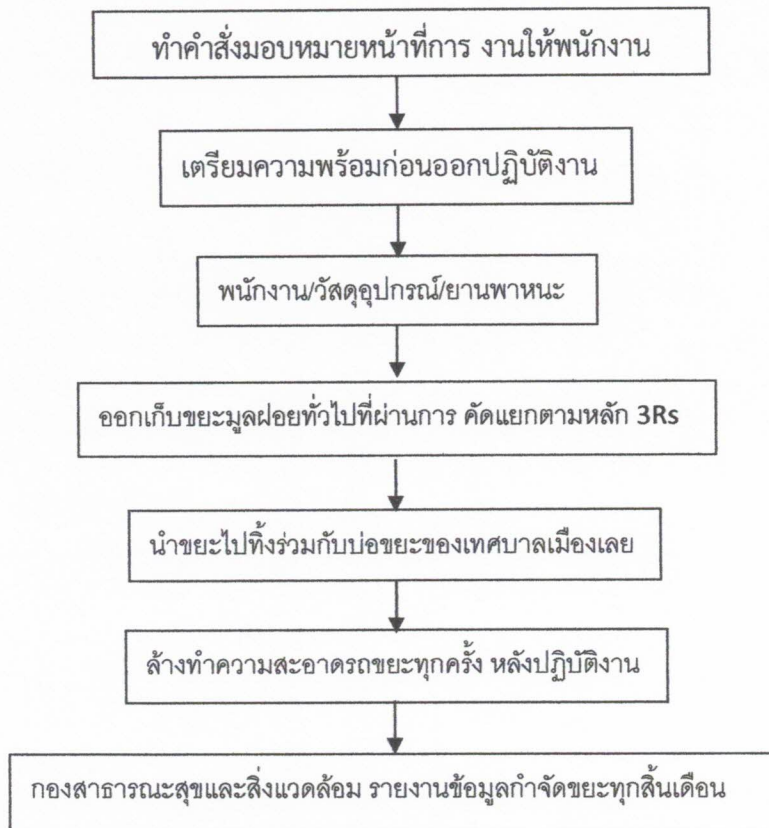 ทำคำสั่งมอบหมายหน้าที่การ งานให้พนักงาน
เตรียมความพร้อมก่อนออกปฏิบัติงาน
พนักงาน/วัสดุอุปกรณ์/ยานพาหนะ
ออกเก็บขยะมูลฝอยทั่วไปที่ผ่านการ คัดแยกตามหลัก 3Rs
นำขยะไปทิ้งร่วมกับบ่อขยะของเทศบาลเมืองเลย
ล้างทำความสะอาดรถขยะทุกครั้ง หลังปฏิบัติงาน
กองสาธารณะสุขและสิ่งแวดล้อม รายงานข้อมูลกำจัดขยะทุกสิ้นเดือน